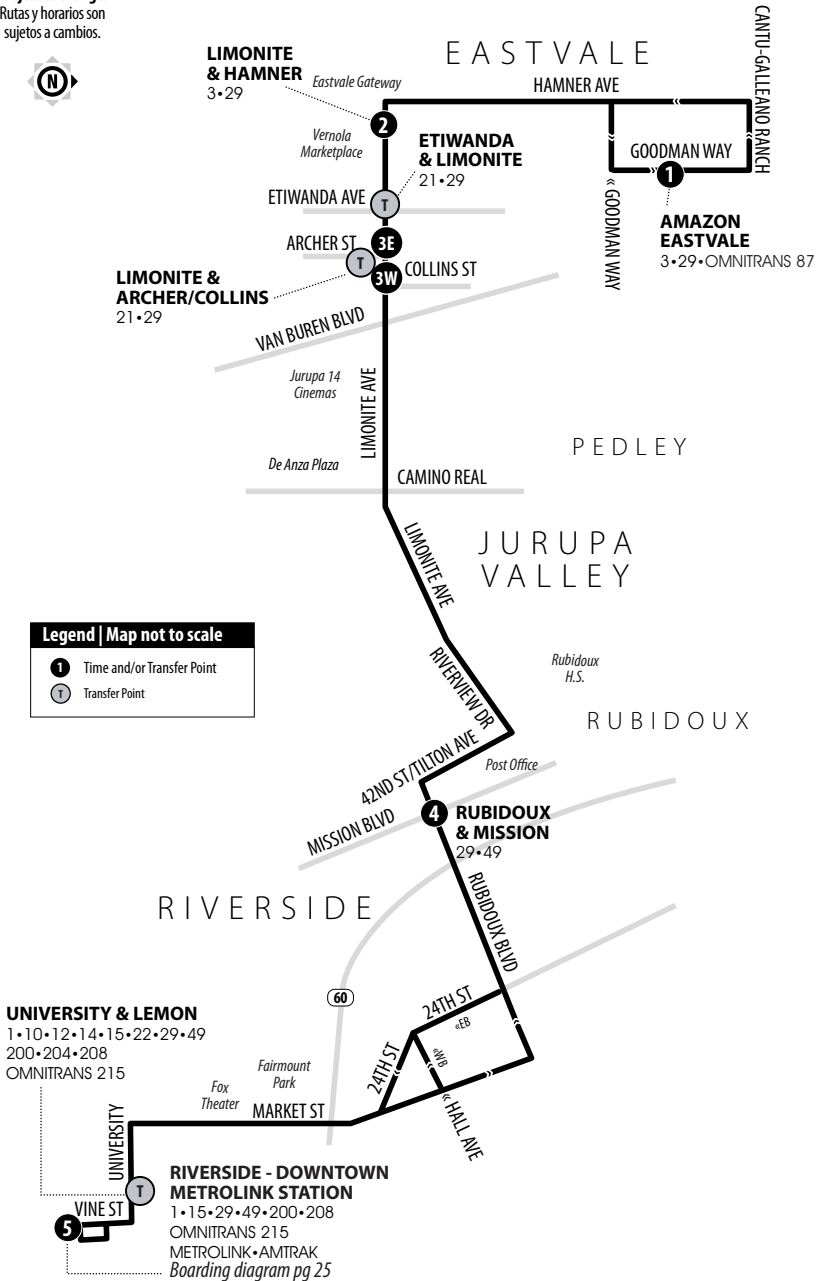 Rutas y horarios son
sujetos a cambios.
N
EASTVALE
CANTU-GALLEANO RANCH
LIMONITE
& HAMNER
3•29
Eastvale Gateway
HAMNER AVE
2
Vernola
Marketplace
ETIWANDA
& LIMONITE
21•29
GOODMAN WAY
1
« GOODMAN WAY
AMAZON
EASTVALE
3•29•OMNITRANS 87
ETIWANDA AVE
T
ARCHER ST
3E
T
3W
COLLINS ST
LIMONITE &
ARCHER/COLLINS
21•29
VAN BUREN BLVD
Jurupa 14
Cinemas
LIMONITE AVE
PEDLEY
De Anza Plaza
CAMINO REAL
LIMONITE AVE
JURUPA
VALLEY
Legend | Map not to scale
1 Time and/or Transfer Point
T Transfer Point
RIVERVIEW DR
Rubidoux
H.S.
RUBIDOUX
42ND ST/TILTON AVE
Post Office
MISSION BLVD
4
RUBIDOUX
& MISSION
29•49
RUBIDOUX BLVD
RIVERSIDE
60
24TH ST
«EB
«WB
24TH ST
« HALL AVE
UNIVERSITY & LEMON
1•10•12•14•15•22•29•49
200•204•208
OMNITRANS 215
Fairmount
Park
Fox
Theater
MARKET ST
UNIVERSITY
T
VINE ST
5
RIVERSIDE - DOWNTOWN
METROLINK STATION
1•15•29•49•200•208
OMNITRANS 215
METROLINK•AMTRAK
Boarding diagram pg 25